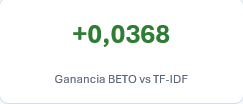 +0,0368
Ganancia BETO vs TF-IDF